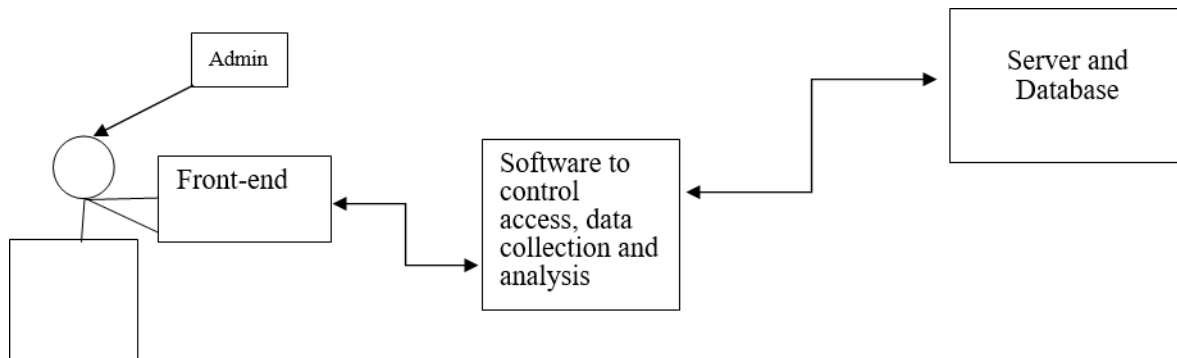 Admin
Front-end
Software to
control
access, data
collection and
analysis
Server and
Database